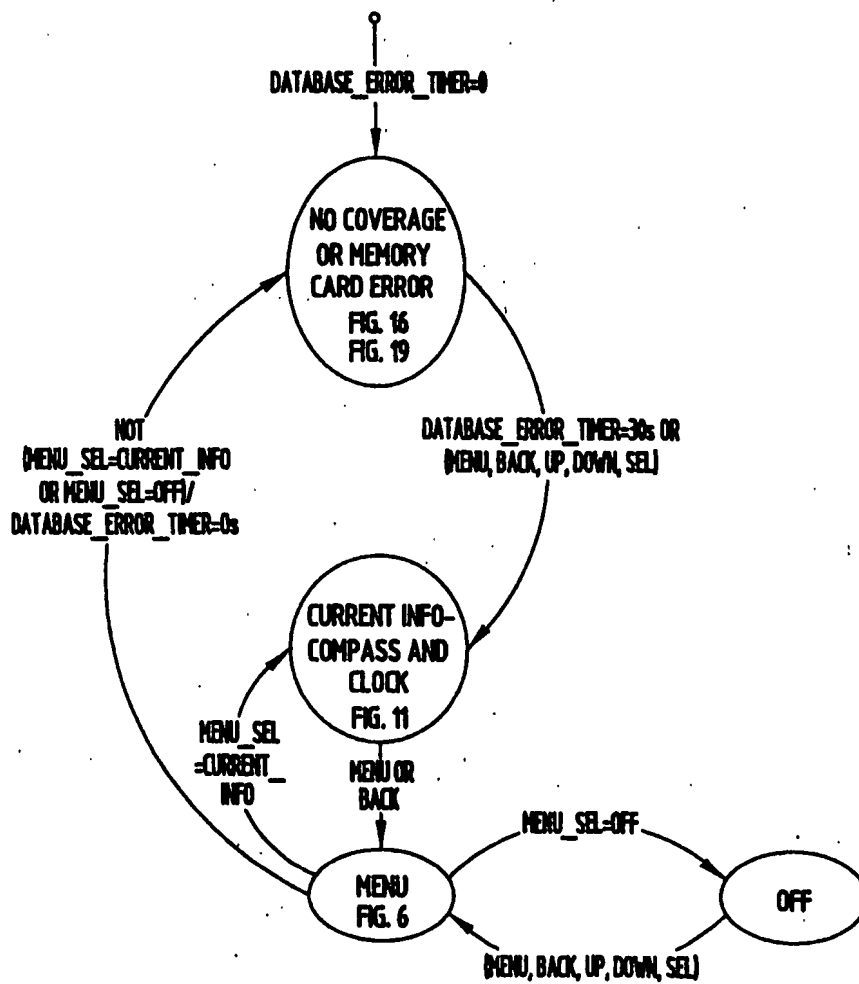 DATABASE_ERROR_TIMER=0
NO COVERAGE
OR MEMORY
CARD ERROR
FIG. 16
FIG. 19
NOT
(MENU_SEL=CURRENT_INFO
OR MENU_SEL=OFF)/
DATABASE_ERROR_TIMER=0s
DATABASE_ERROR_TIMER=30s OR
(MENU, BACK, UP, DOWN, SEL)
CURRENT INFO-
COMPASS AND
CLOCK
FIG. 11
MENU_SEL
=CURRENT_
INFO
MENU OR
BACK
MENU_SEL=OFF
MENU
FIG. 6
OFF
(MENU, BACK, UP, DOWN, SEL)